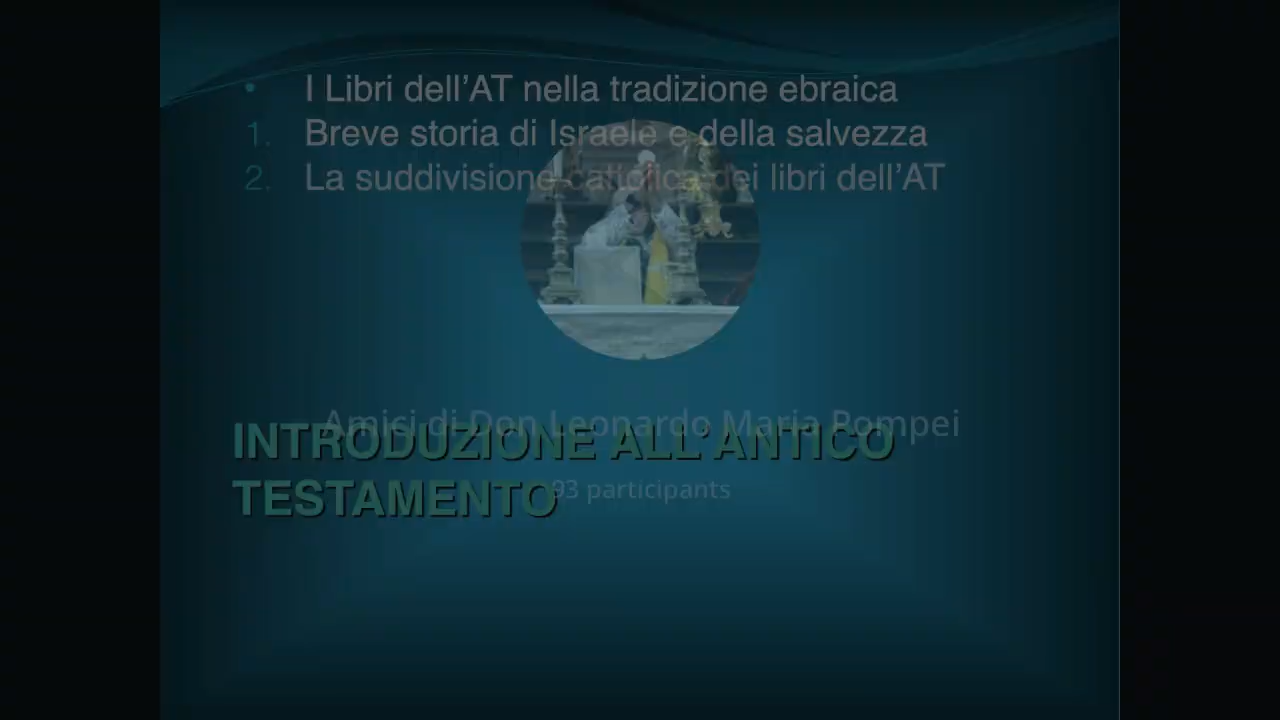 • I Libri dell’AT nella tradizione ebraica
1. Breve storia di Israele e della salvezza
2. La suddivisione cattolica dei libri dell’AT
Amici di Don Leonardo Maria Pompei
INTRODUZIONE ALL’ANTICO
TESTAMENTO
93 participants